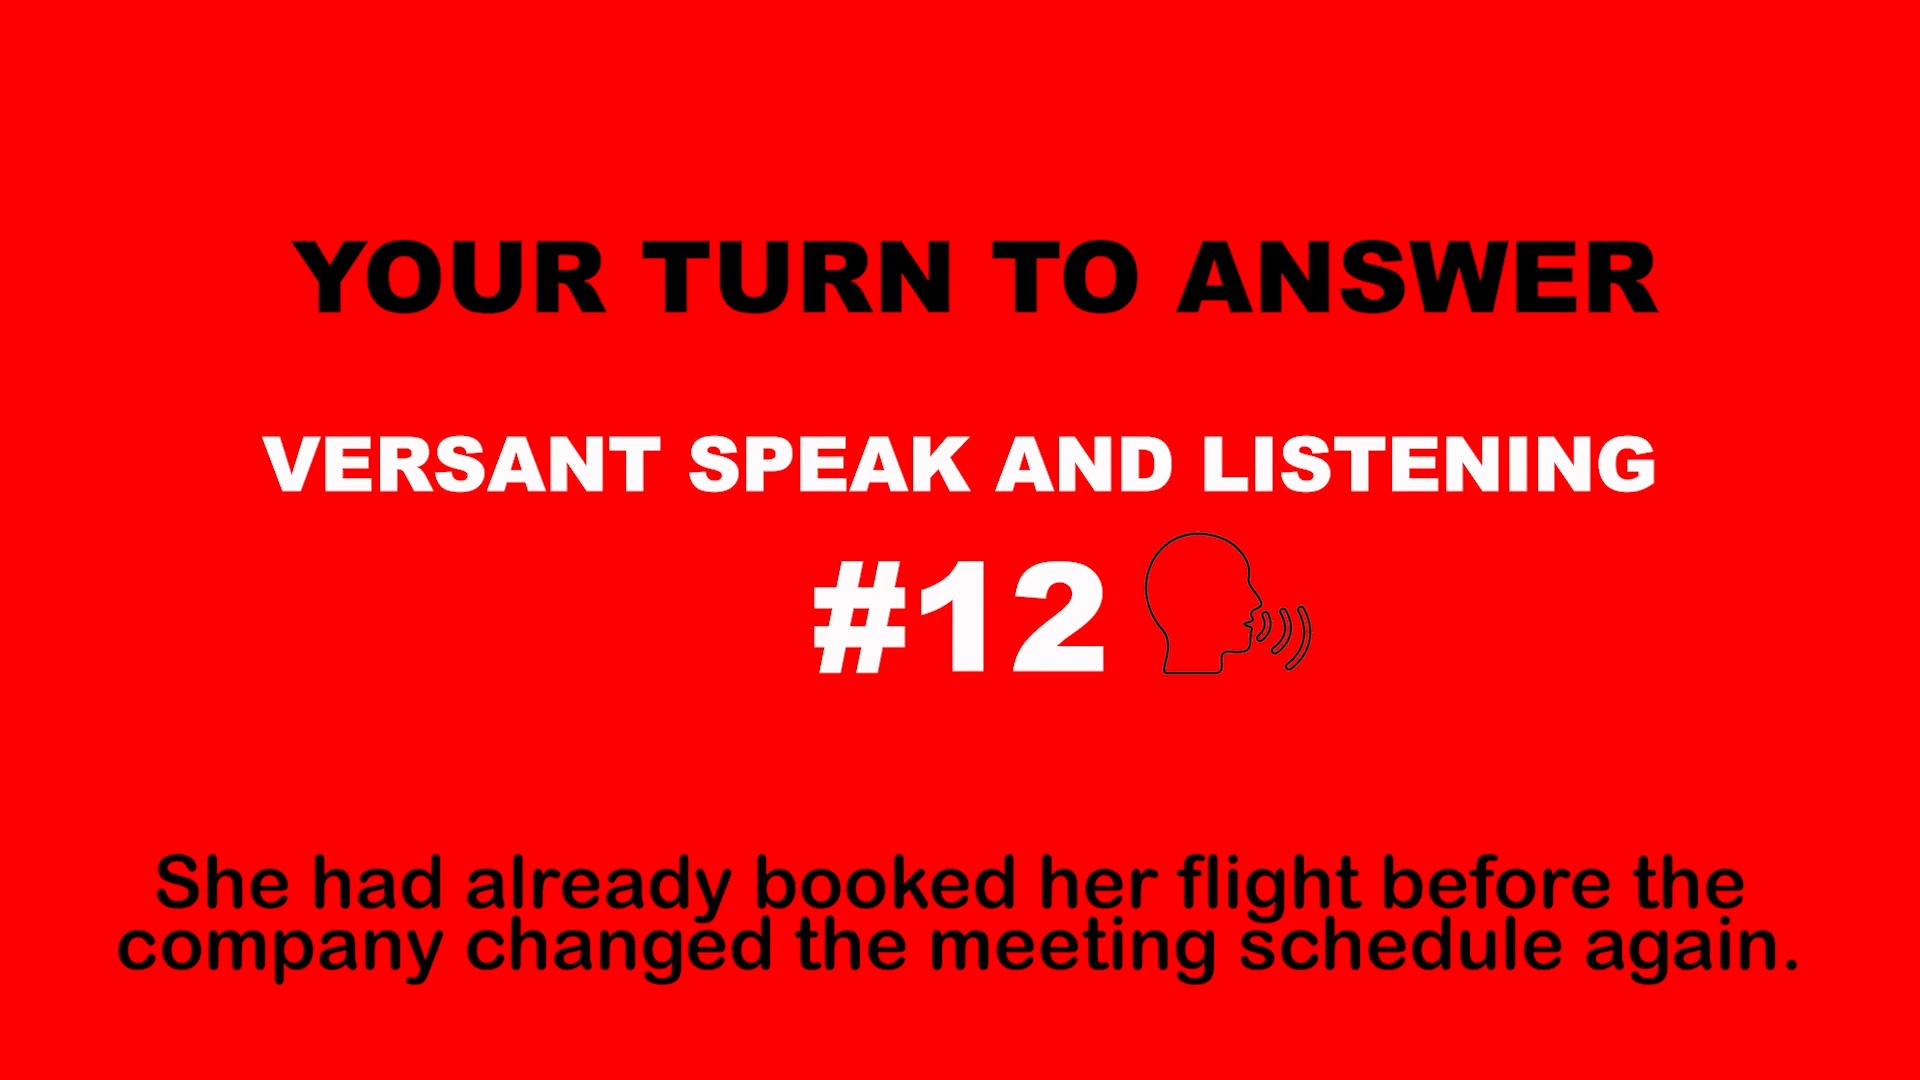 YOUR TURN TO ANSWER
VERSANT SPEAK AND LISTENING
#12
She had already booked her flight before the
company changed the meeting schedule again.